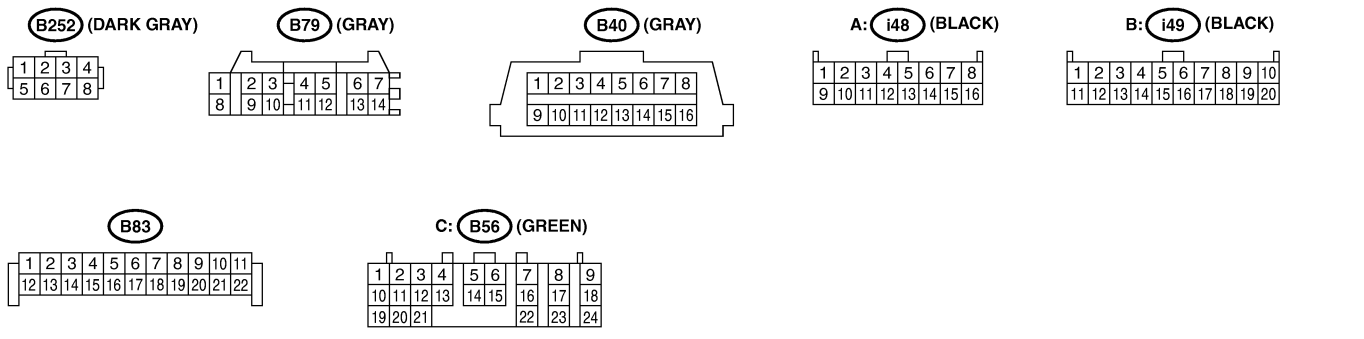 B252 (DARK GRAY) B79 (GRAY) B40 (GRAY) A: i48 (BLACK) B: i49 (BLACK)
1 2 3 4 1 2 3 4 5 6 7 1 2 3 4 5 6 7 8 1 2 3 4 5 6 7 8 1 2 3 4 5 6 7 8 9 10
5 6 7 8 8 9 10 11 12 13 14 9 10 11 12 13 14 15 16 9 10 11 12 13 14 15 16 11 12 13 14 15 16 17 18 19 20
B83 C: B56 (GREEN)
1 2 3 4 5 6 7 8 9 10 11 1 2 3 4 5 6 7 8 9
12 13 14 15 16 17 18 19 20 21 22 10 11 12 13 14 15 16 17 18
19 20 21 22 23 24